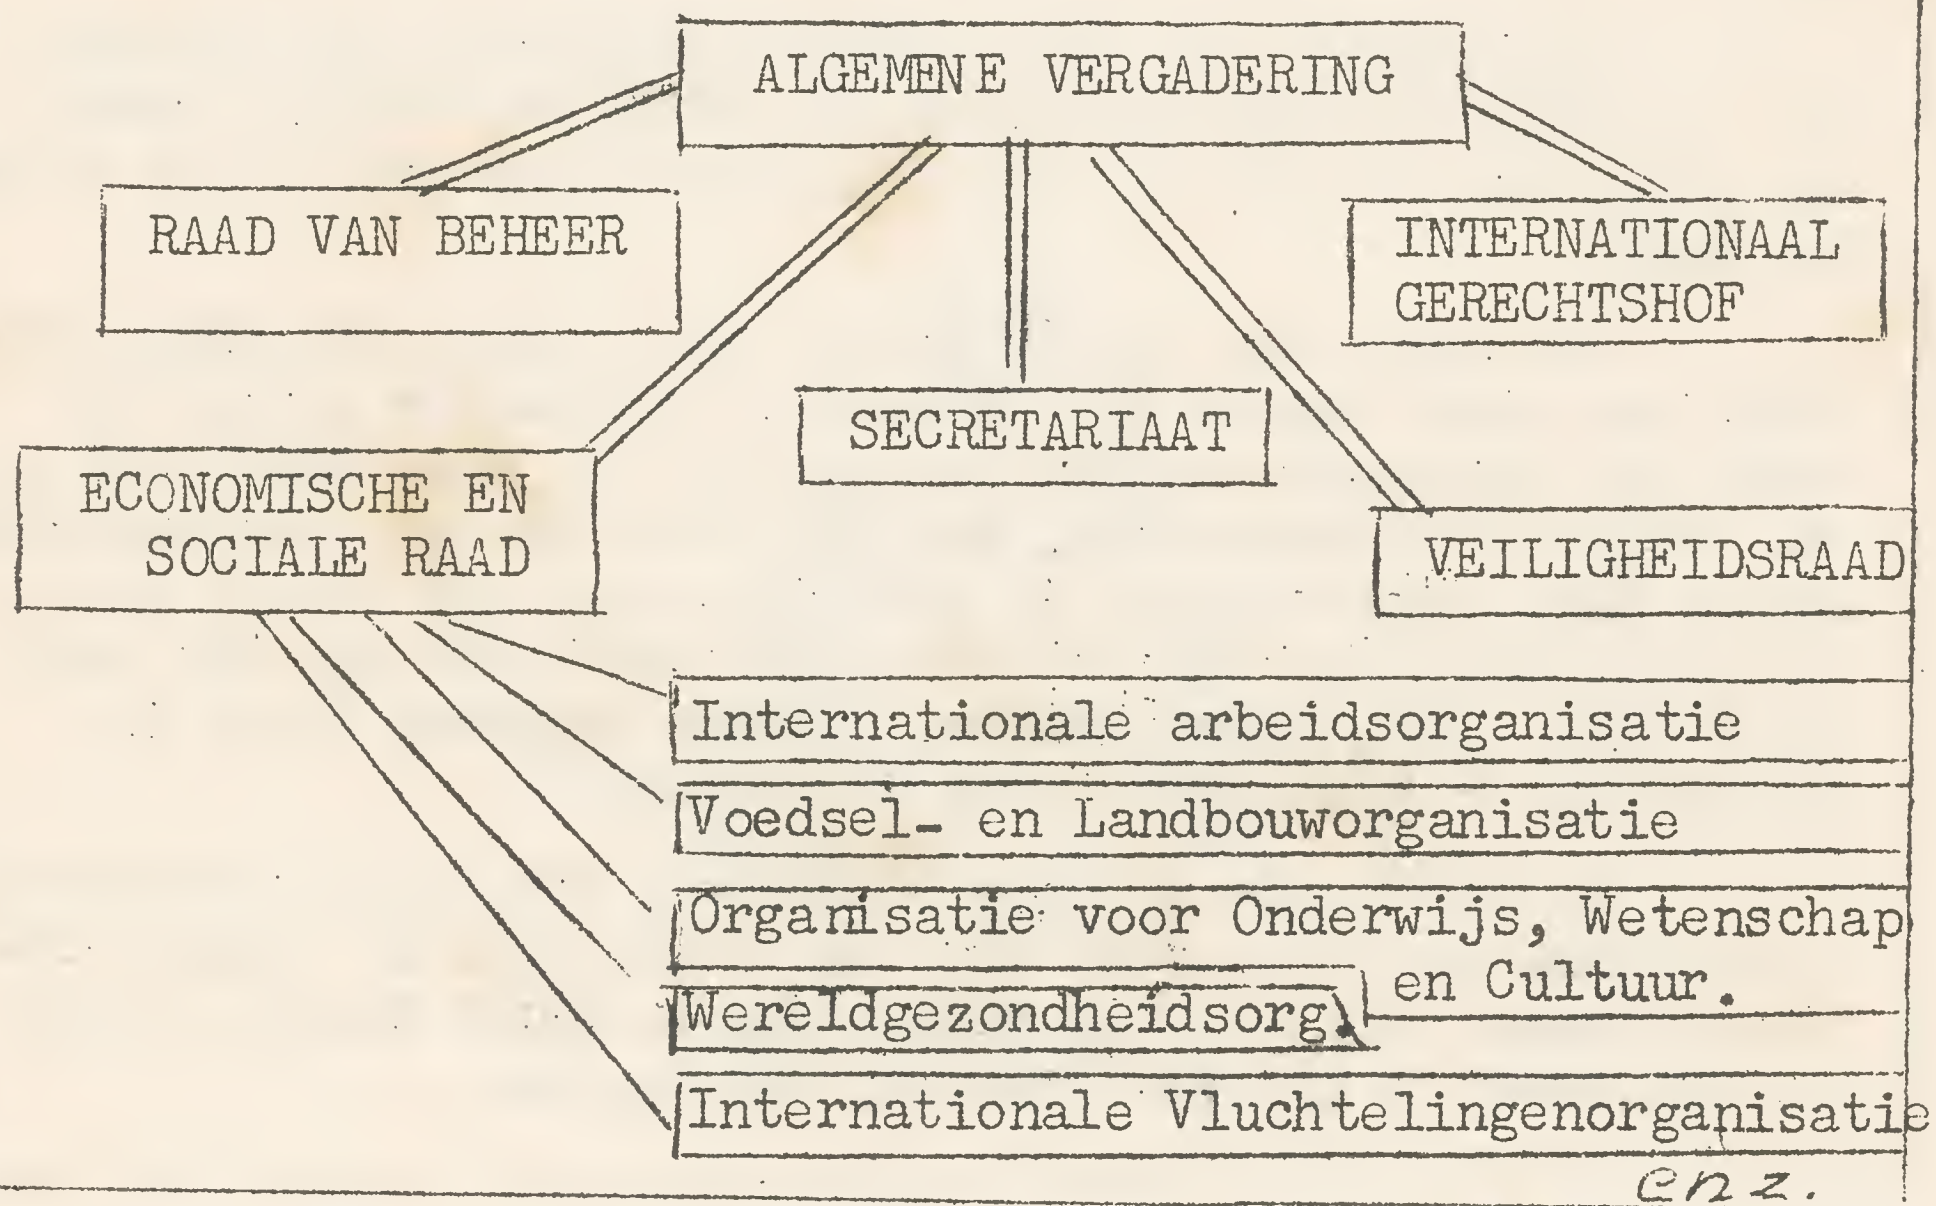 ALGEMENE VERGADERING
RAAD VAN BEHEER
INTERNATIONAAL
GERECHTSHOF
SECRETARIAAT
ECONOMISCHE EN
SOCIALE RAAD
VEILIGHEIDSRAAD
Internationale arbeidsorganisatie
Voedsel- en Landbouworganisatie
Organisatie voor Onderwijs, Wetenschap
en Cultuur.
Wereldgezondheidsorg.
Internationale Vluchtelingenorganisatie
enz.